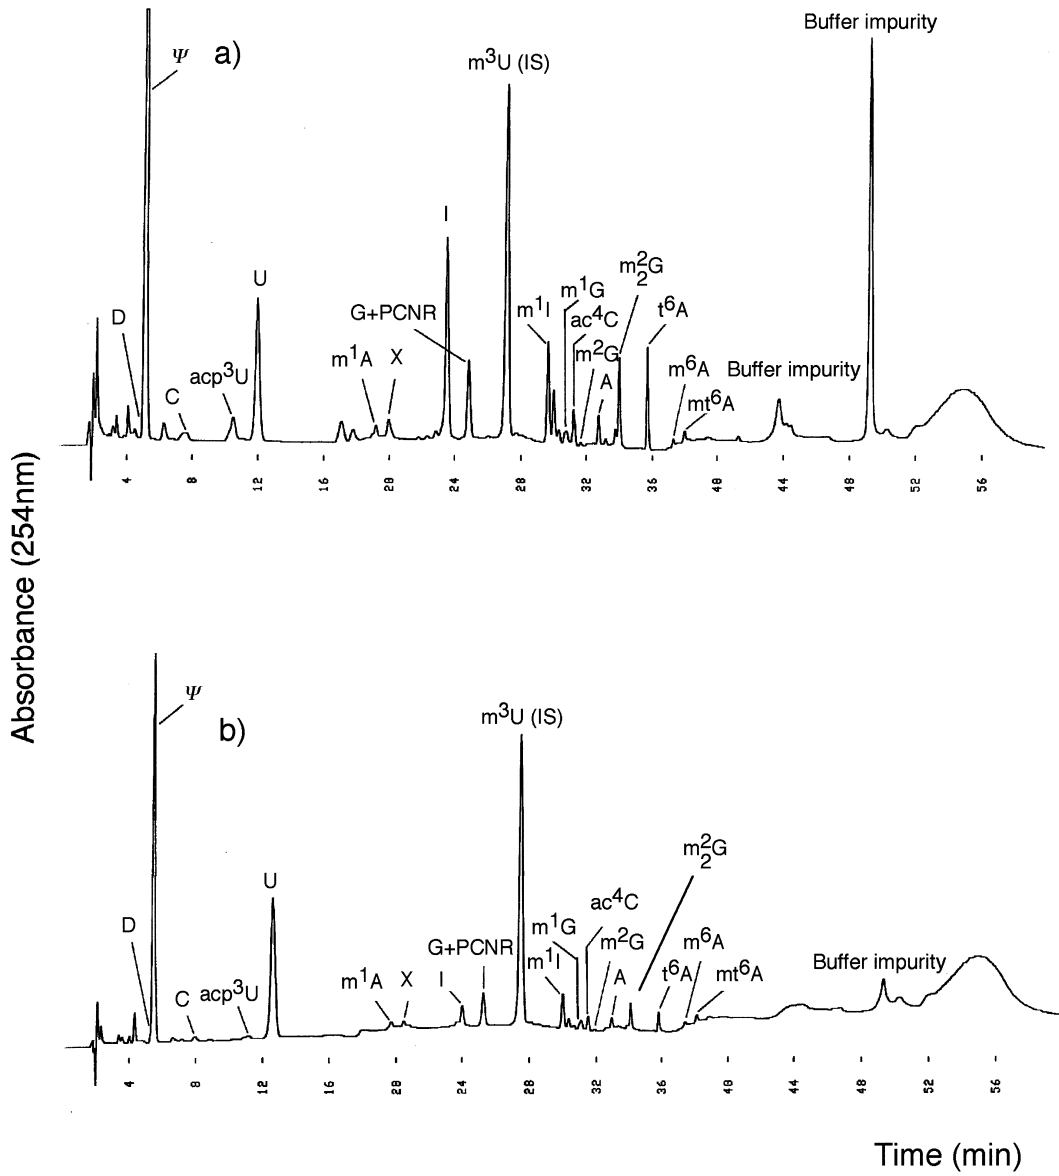 Buffer impurity
Ψ
a)
m³U (IS)
I
m²₂G
U
m¹G
m¹I
t⁶A
D
G+PCNR
ac⁴C
m²G
m¹A
X
m⁶A
Buffer impurity
acp³U
A
C
mt⁶A
4 8 12 16 20 24 28 32 36 40 44 48 52 56
Absorbance (254nm)
Ψ
b)
m³U (IS)
m²₂G
U
ac⁴C
D
m¹G
m²G
m⁶A
G+PCNR
m¹I
Buffer impurity
m¹A
X
I
A
t⁶A
mt⁶A
C
acp³U
4 8 12 16 20 24 28 32 36 40 44 48 52 56
Time (min)